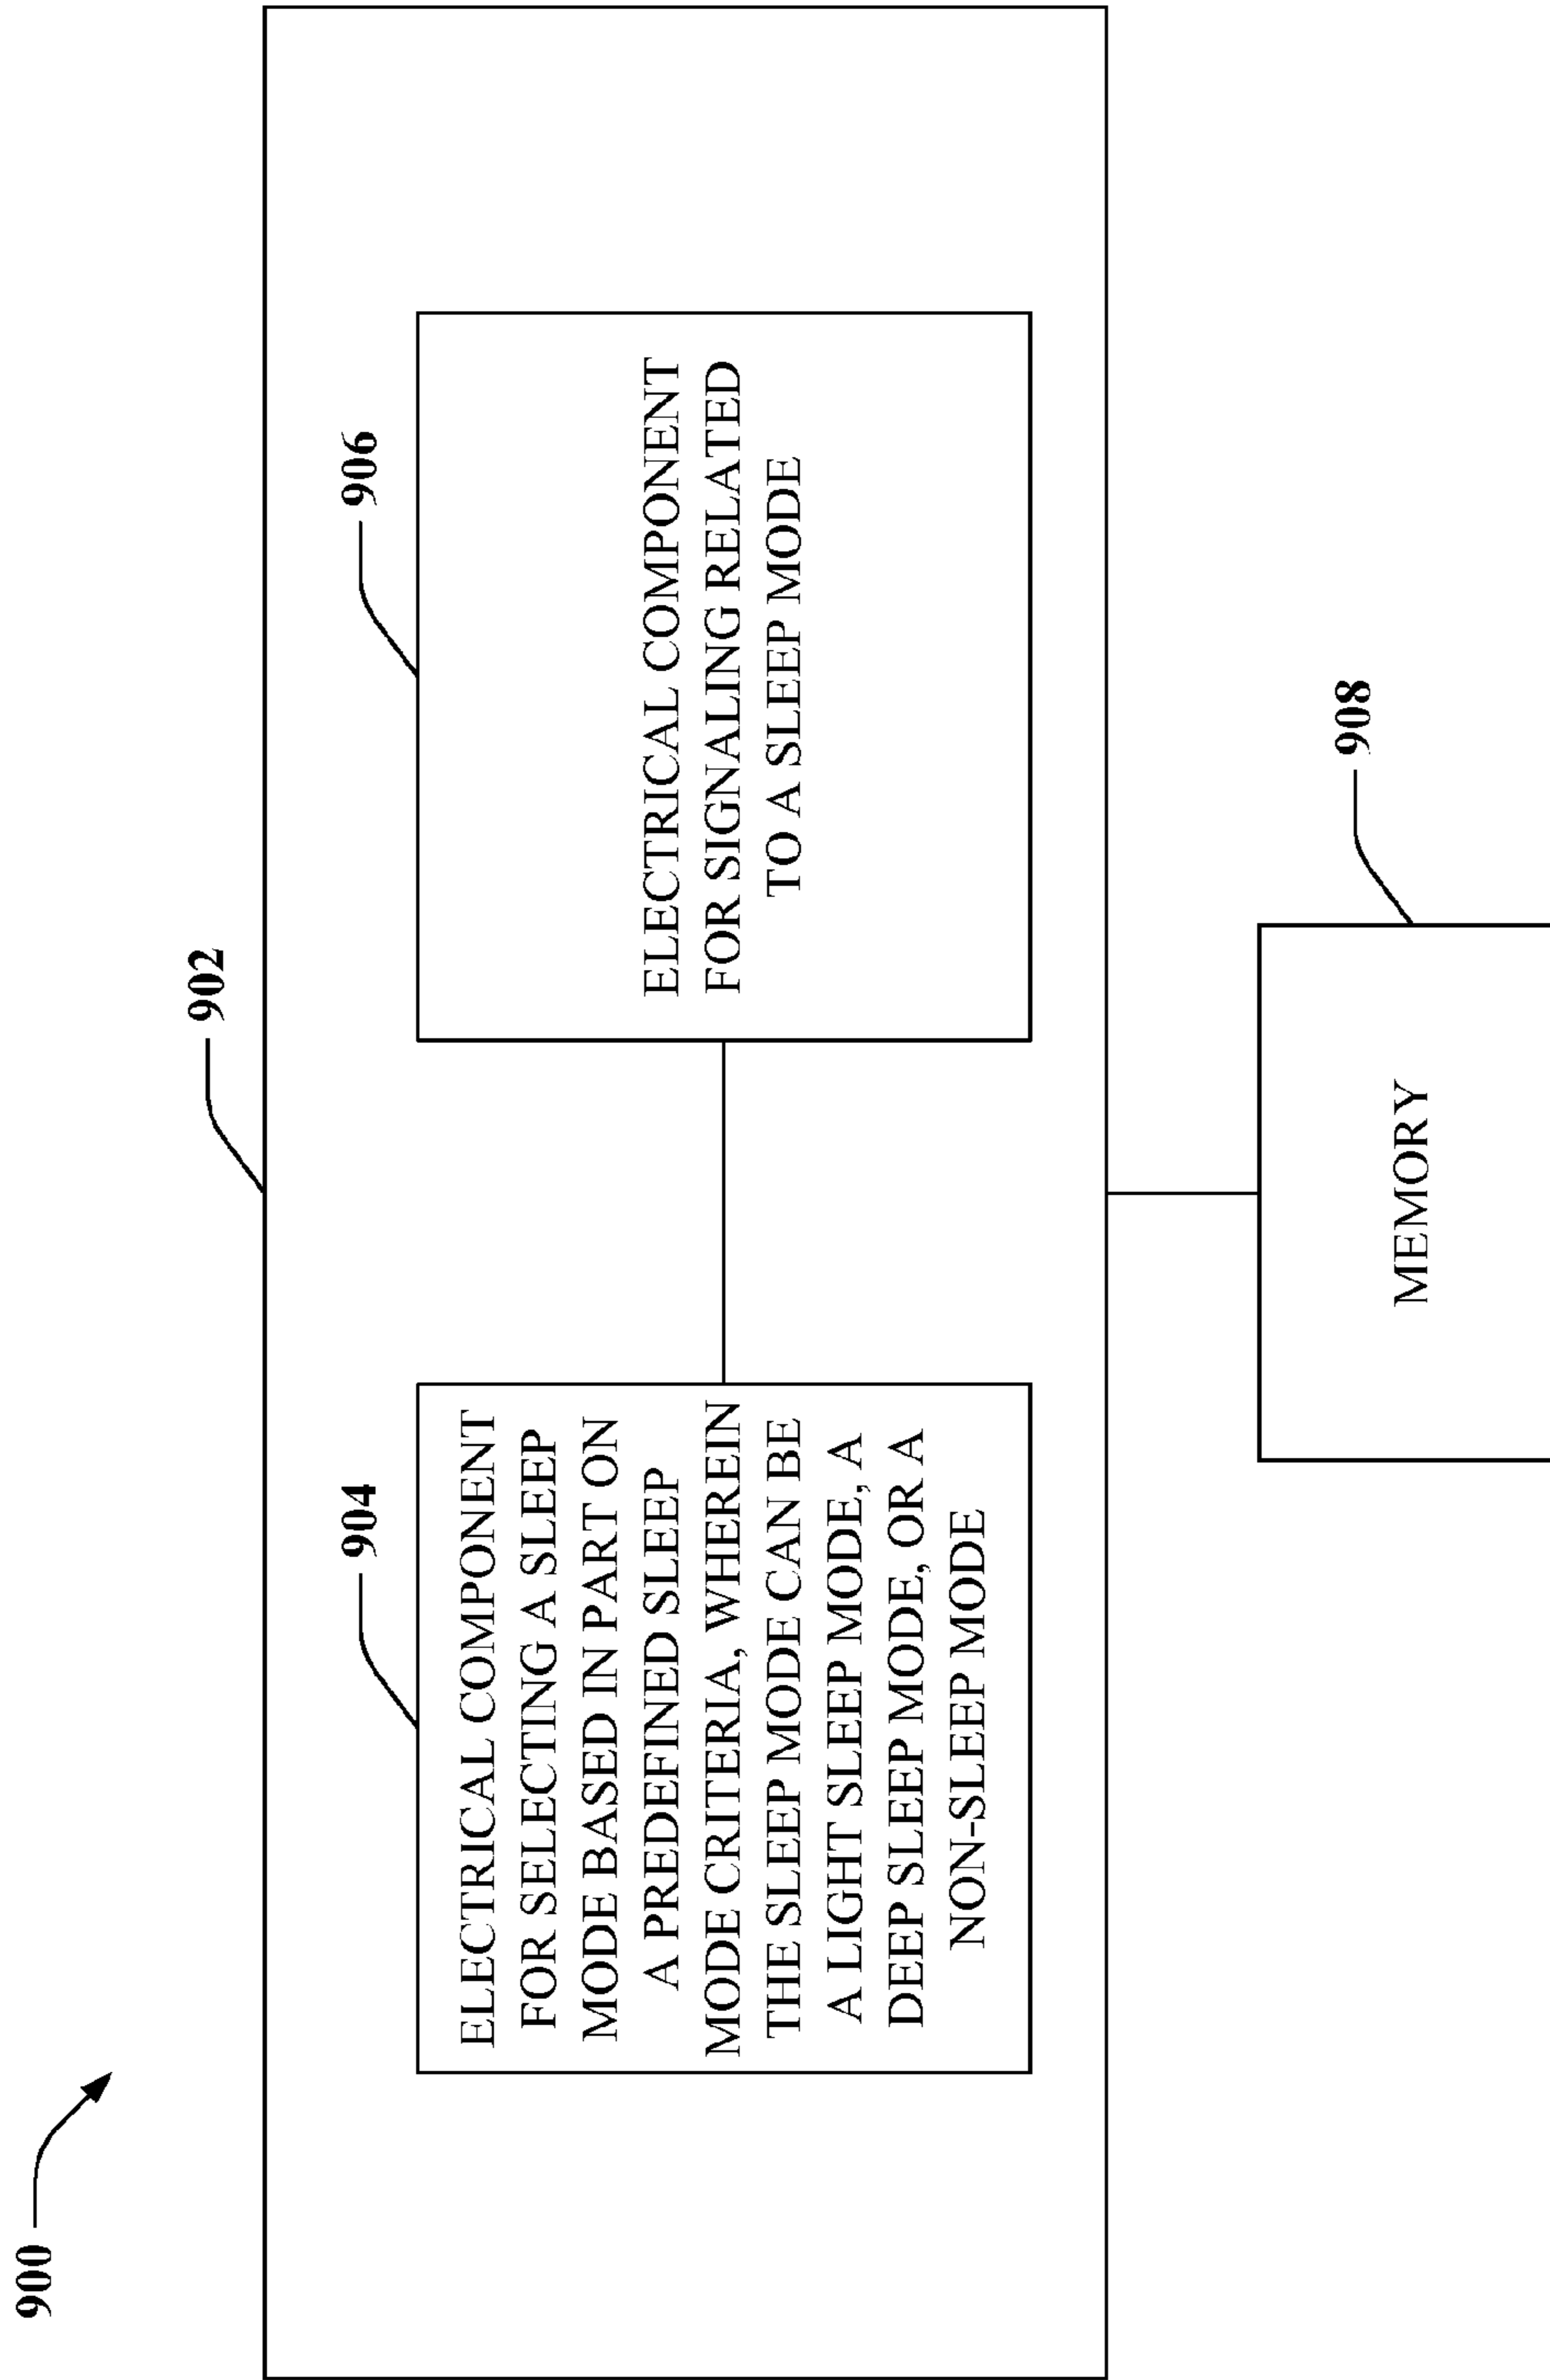 900
902
904
ELECTRICAL COMPONENT
FOR SELECTING A SLEEP
MODE BASED IN PART ON
A PREDEFINED SLEEP
MODE CRITERIA, WHEREIN
THE SLEEP MODE CAN BE
A LIGHT SLEEP MODE, A
DEEP SLEEP MODE, OR A
NON-SLEEP MODE
906
ELECTRICAL COMPONENT
FOR SIGNALING RELATED
TO A SLEEP MODE
908
MEMORY